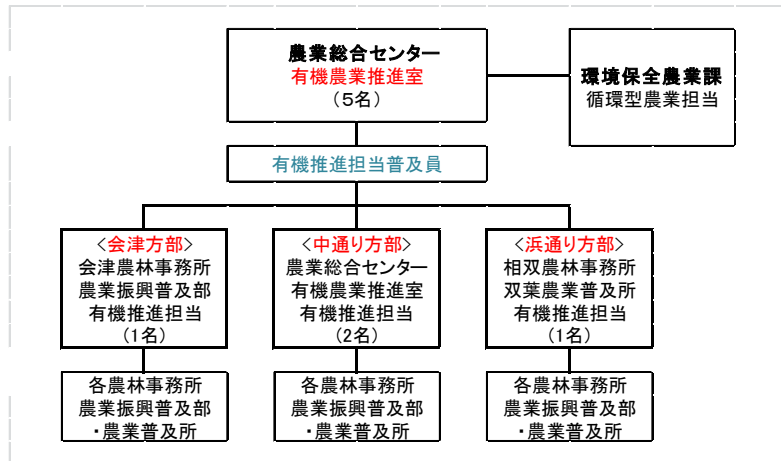 農業総合センター
有機農業推進室
（５名）
環境保全農業課
循環型農業担当
有機推進担当普及員
<会津方部>
会津農林事務所
農業振興普及部
有機推進担当
(1名)
<中通り方部>
農業総合センター
有機農業推進室
有機推進担当
(2名)
<浜通り方部>
相双農林事務所
双葉農業普及所
有機推進担当
(1名)
各農林事務所
農業振興普及部
・農業普及所
各農林事務所
農業振興普及部
・農業普及所
各農林事務所
農業振興普及部
・農業普及所